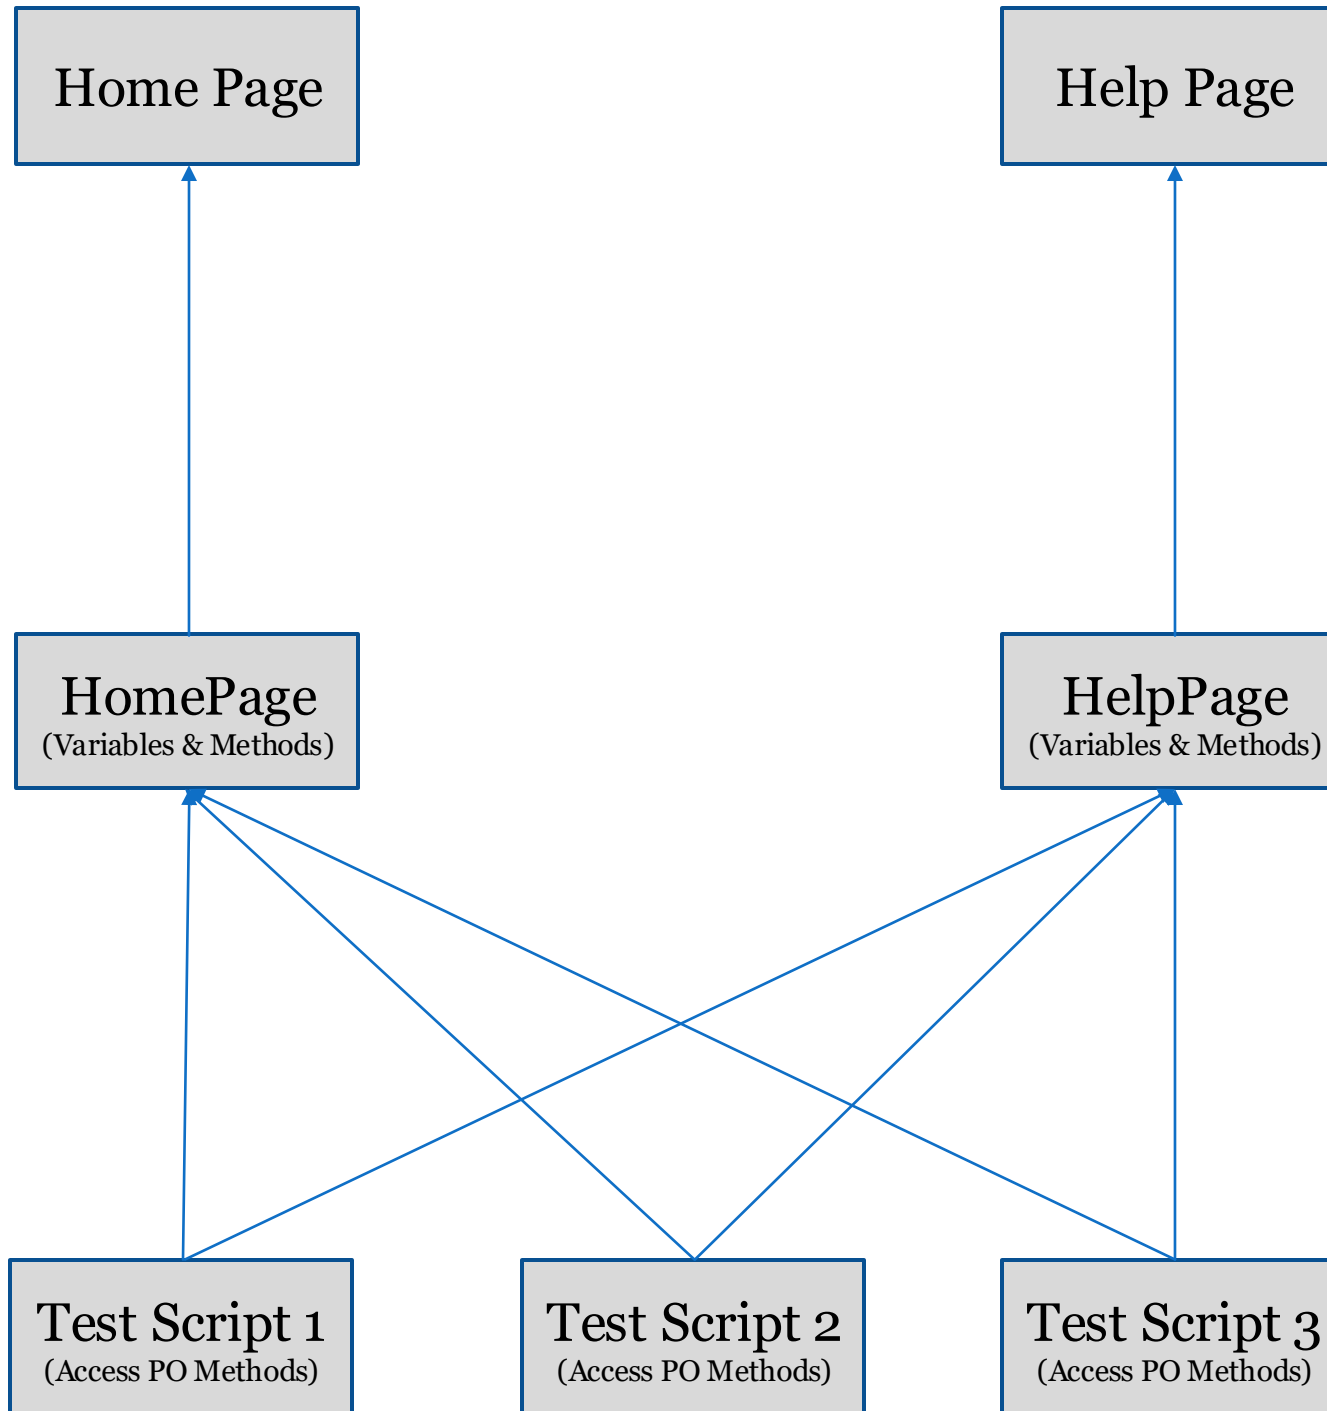 Home Page
Help Page
HomePage
(Variables & Methods)
HelpPage
(Variables & Methods)
Test Script 1
(Access PO Methods)
Test Script 2
(Access PO Methods)
Test Script 3
(Access PO Methods)